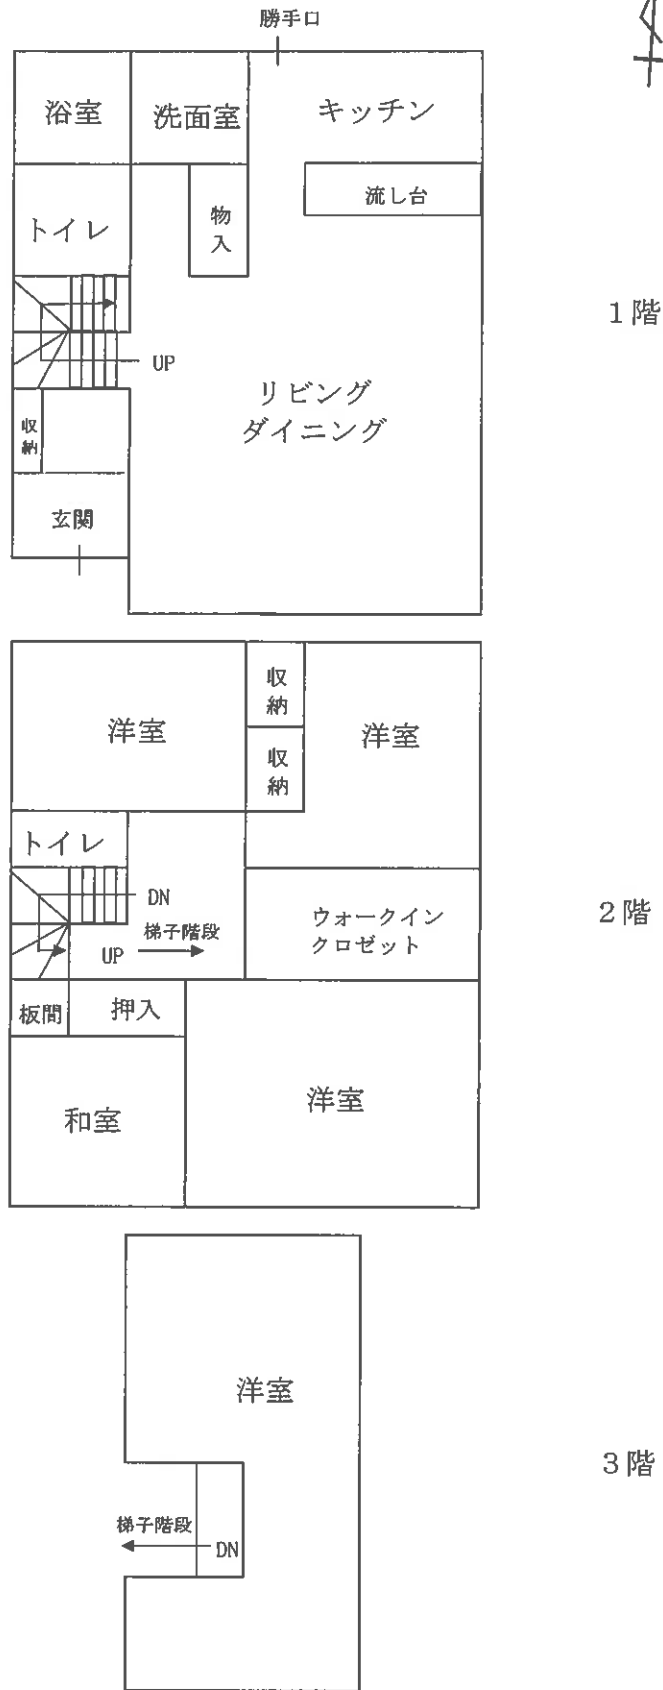 勝手口
浴室
洗面室
キッチン
流し台
物
入
トイレ
1階
UP
リビング
ダイニング
収
納
玄関
洋室
収
納
収
納
洋室
トイレ
DN
梯子階段
UP
ウォークイン
クロゼット
2階
板間
押入
和室
洋室
洋室
3階
梯子階段
DN